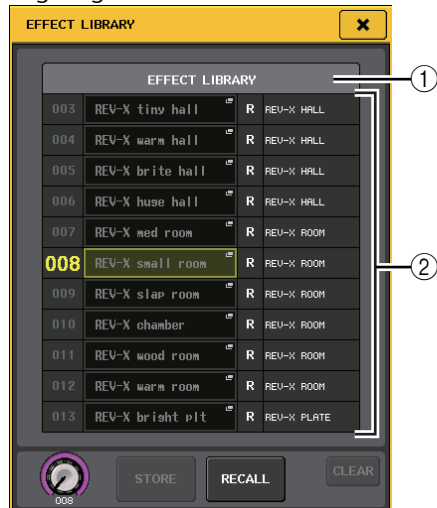 EFFECT LIBRARY
EFFECT LIBRARY
1
003 REV-X tiny hall R REV-X HALL
004 REV-X warm hall R REV-X HALL
005 REV-X brite hall R REV-X HALL
006 REV-X huge hall R REV-X HALL
007 REV-X med room R REV-X ROOM
008 REV-X small room R REV-X ROOM
2
009 REV-X slap room R REV-X ROOM
010 REV-X chamber R REV-X ROOM
011 REV-X wood room R REV-X ROOM
012 REV-X warm room R REV-X ROOM
013 REV-X bright plt R REV-X PLATE
008
STORE
RECALL
CLEAR